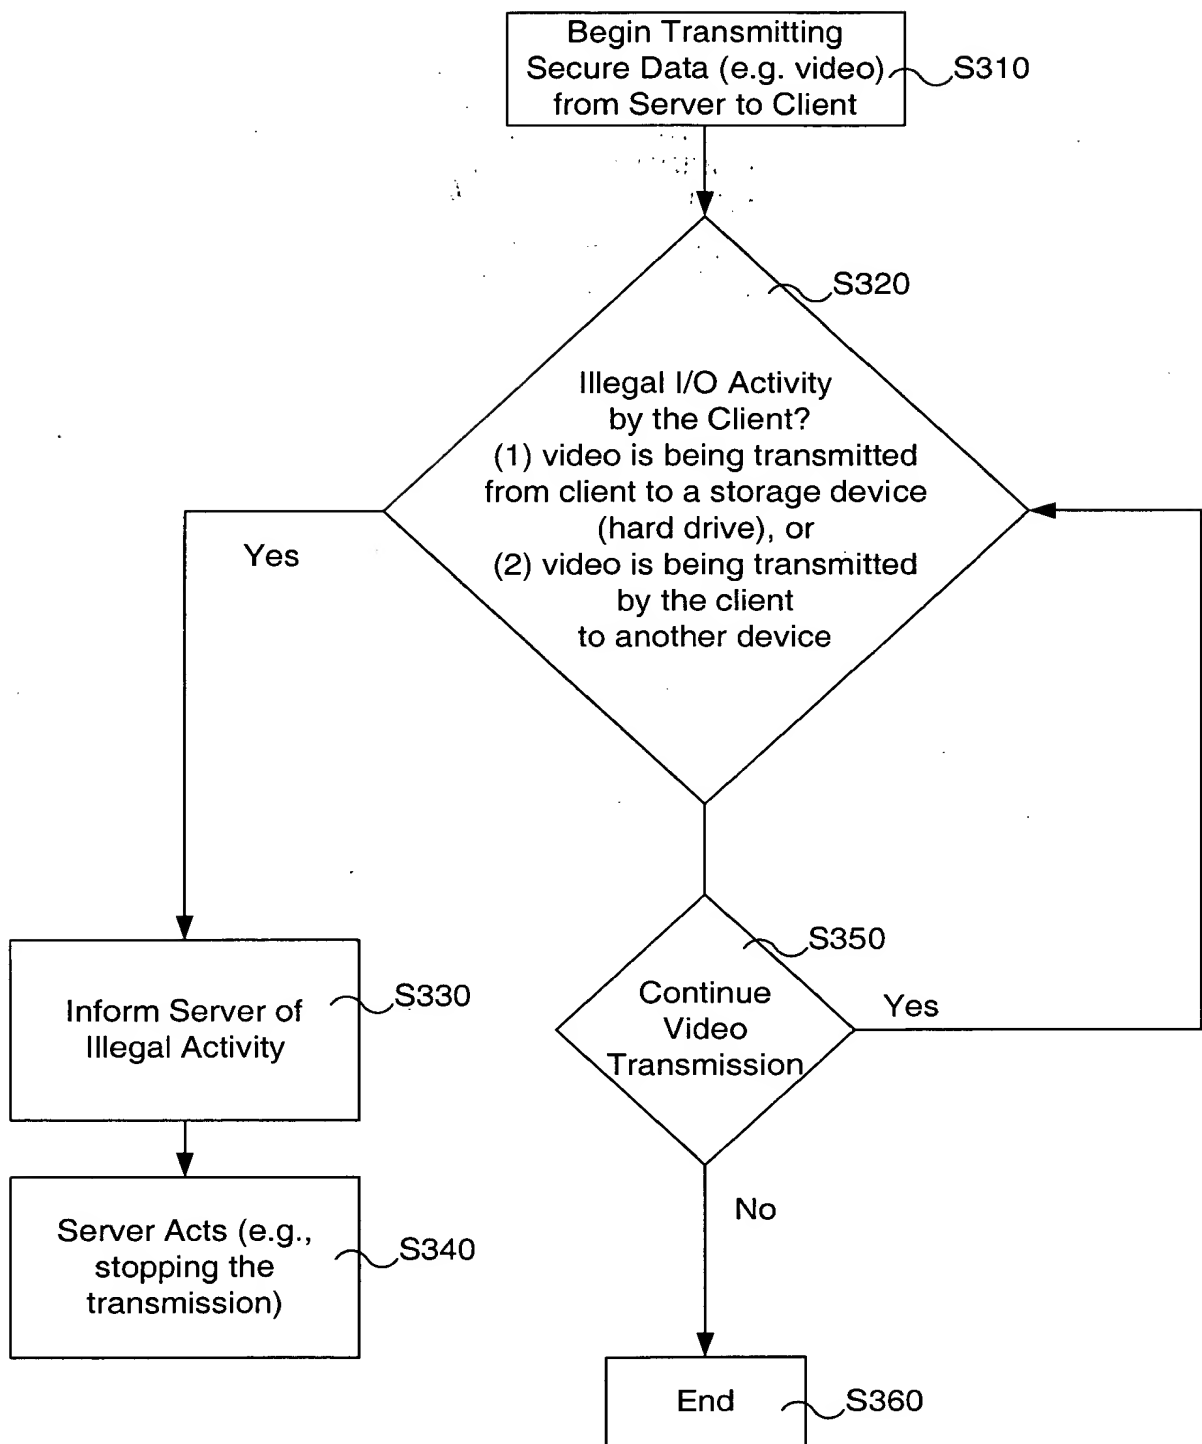 Begin Transmitting
Secure Data (e.g. video)
from Server to Client
S310
S320
Illegal I/O Activity
by the Client?
(1) video is being transmitted
from client to a storage device
(hard drive), or
(2) video is being transmitted
by the client
to another device
Yes
S350
Continue
Video
Transmission
Yes
Inform Server of
Illegal Activity
S330
No
Server Acts (e.g.,
stopping the
transmission)
S340
End
S360